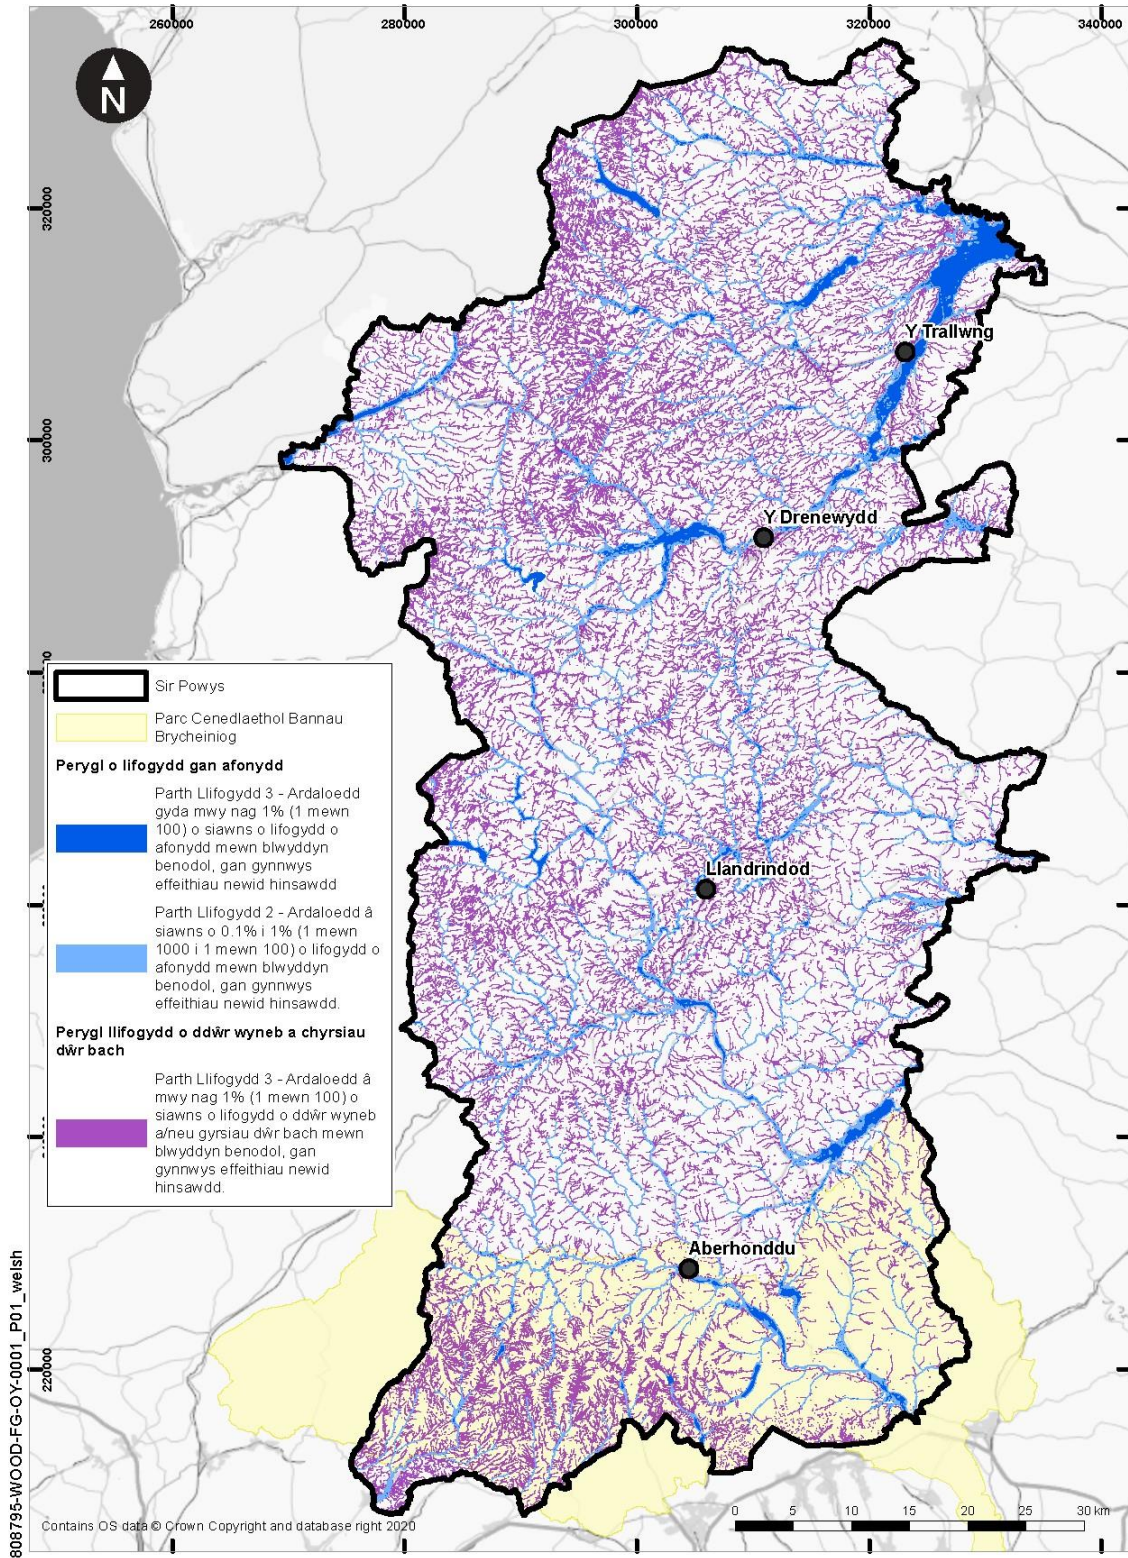 260000
280000
300000
320000
340000
N
320000
Y Trallwng
300000
Y Drenewydd
Sir Powys
Parc Cenedlaethol Bannau
Brycheiniog
Perygl o lifogydd gan afonydd
Parth Llifogydd 3 - Ardaloedd
gyda mwy nag 1% (1 mewn
100) o siawns o lifogydd o
afonydd mewn blwyddyn
benodol, gan gynnwys
effeithiau newid hinsawdd
Parth Llifogydd 2 - Ardaloedd â
siawns o 0.1% i 1% (1 mewn
1000 i 1 mewn 100) o lifogydd o
afonydd mewn blwyddyn
benodol, gan gynnwys
effeithiau newid hinsawdd.
Perygl llifogydd o ddŵr wyneb a chyrsiau
dŵr bach
Parth Llifogydd 3 - Ardaloedd â
mwy nag 1% (1 mewn 100) o
siawns o lifogydd o ddŵr wyneb
a/neu gyrsiau dŵr bach mewn
blwyddyn benodol, gan
gynnwys effeithiau newid
hinsawdd.
Llandrindod
Aberhonddu
220000
808795-WOOD-FG-OY-0001_P01_welsh
0 5 10 15 20 25 30 km
Contains OS data © Crown Copyright and database right 2020